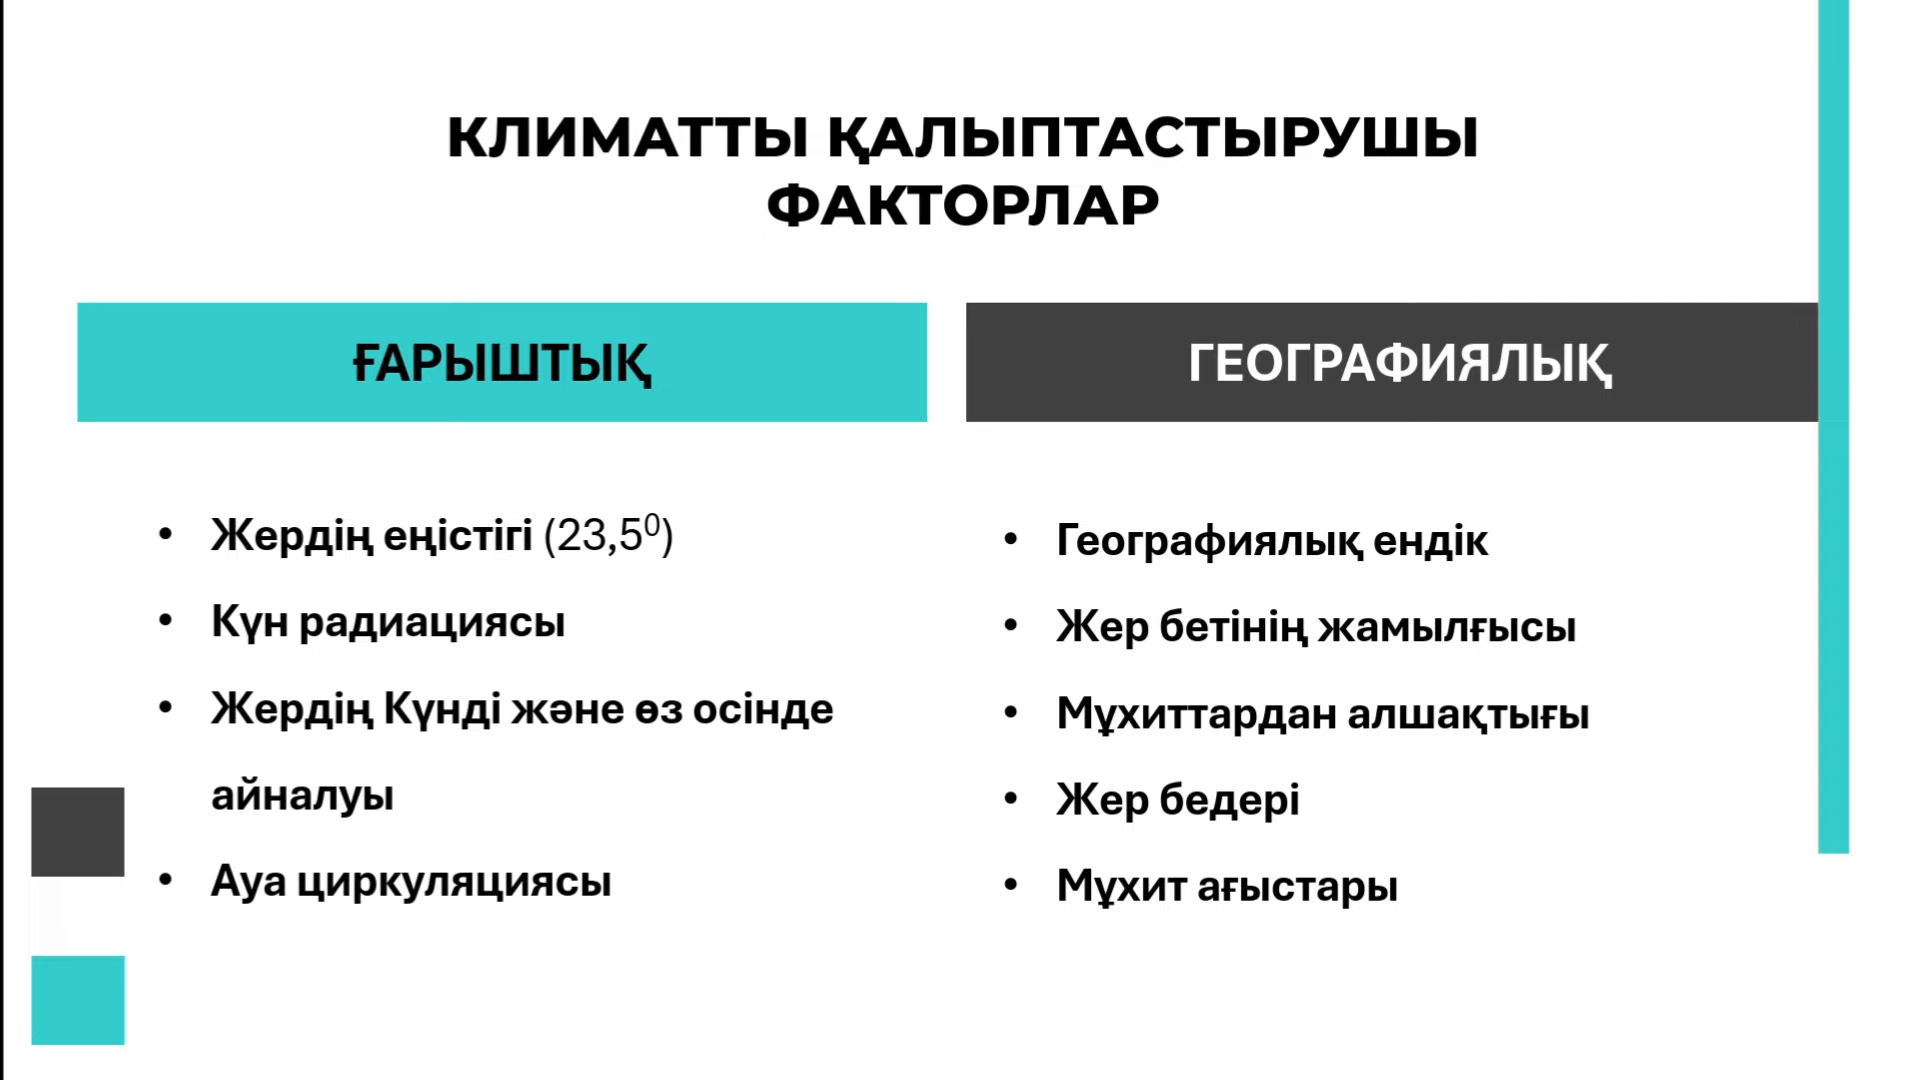 КЛИМАТТЫ ҚАЛЫПТАСТЫРУШЫ
ФАКТОРЛАР
ҒАРЫШТЫҚ
• Жердің еңістігі (23,5⁰)
• Күн радиациясы
• Жердің Күнді және өз осінде
айналуы
• Ауа циркуляциясы
ГЕОГРАФИЯЛЫҚ
• Географиялық ендік
• Жер бетінің жамылғысы
• Мұхиттардан алшақтығы
• Жер бедері
• Мұхит ағыстары